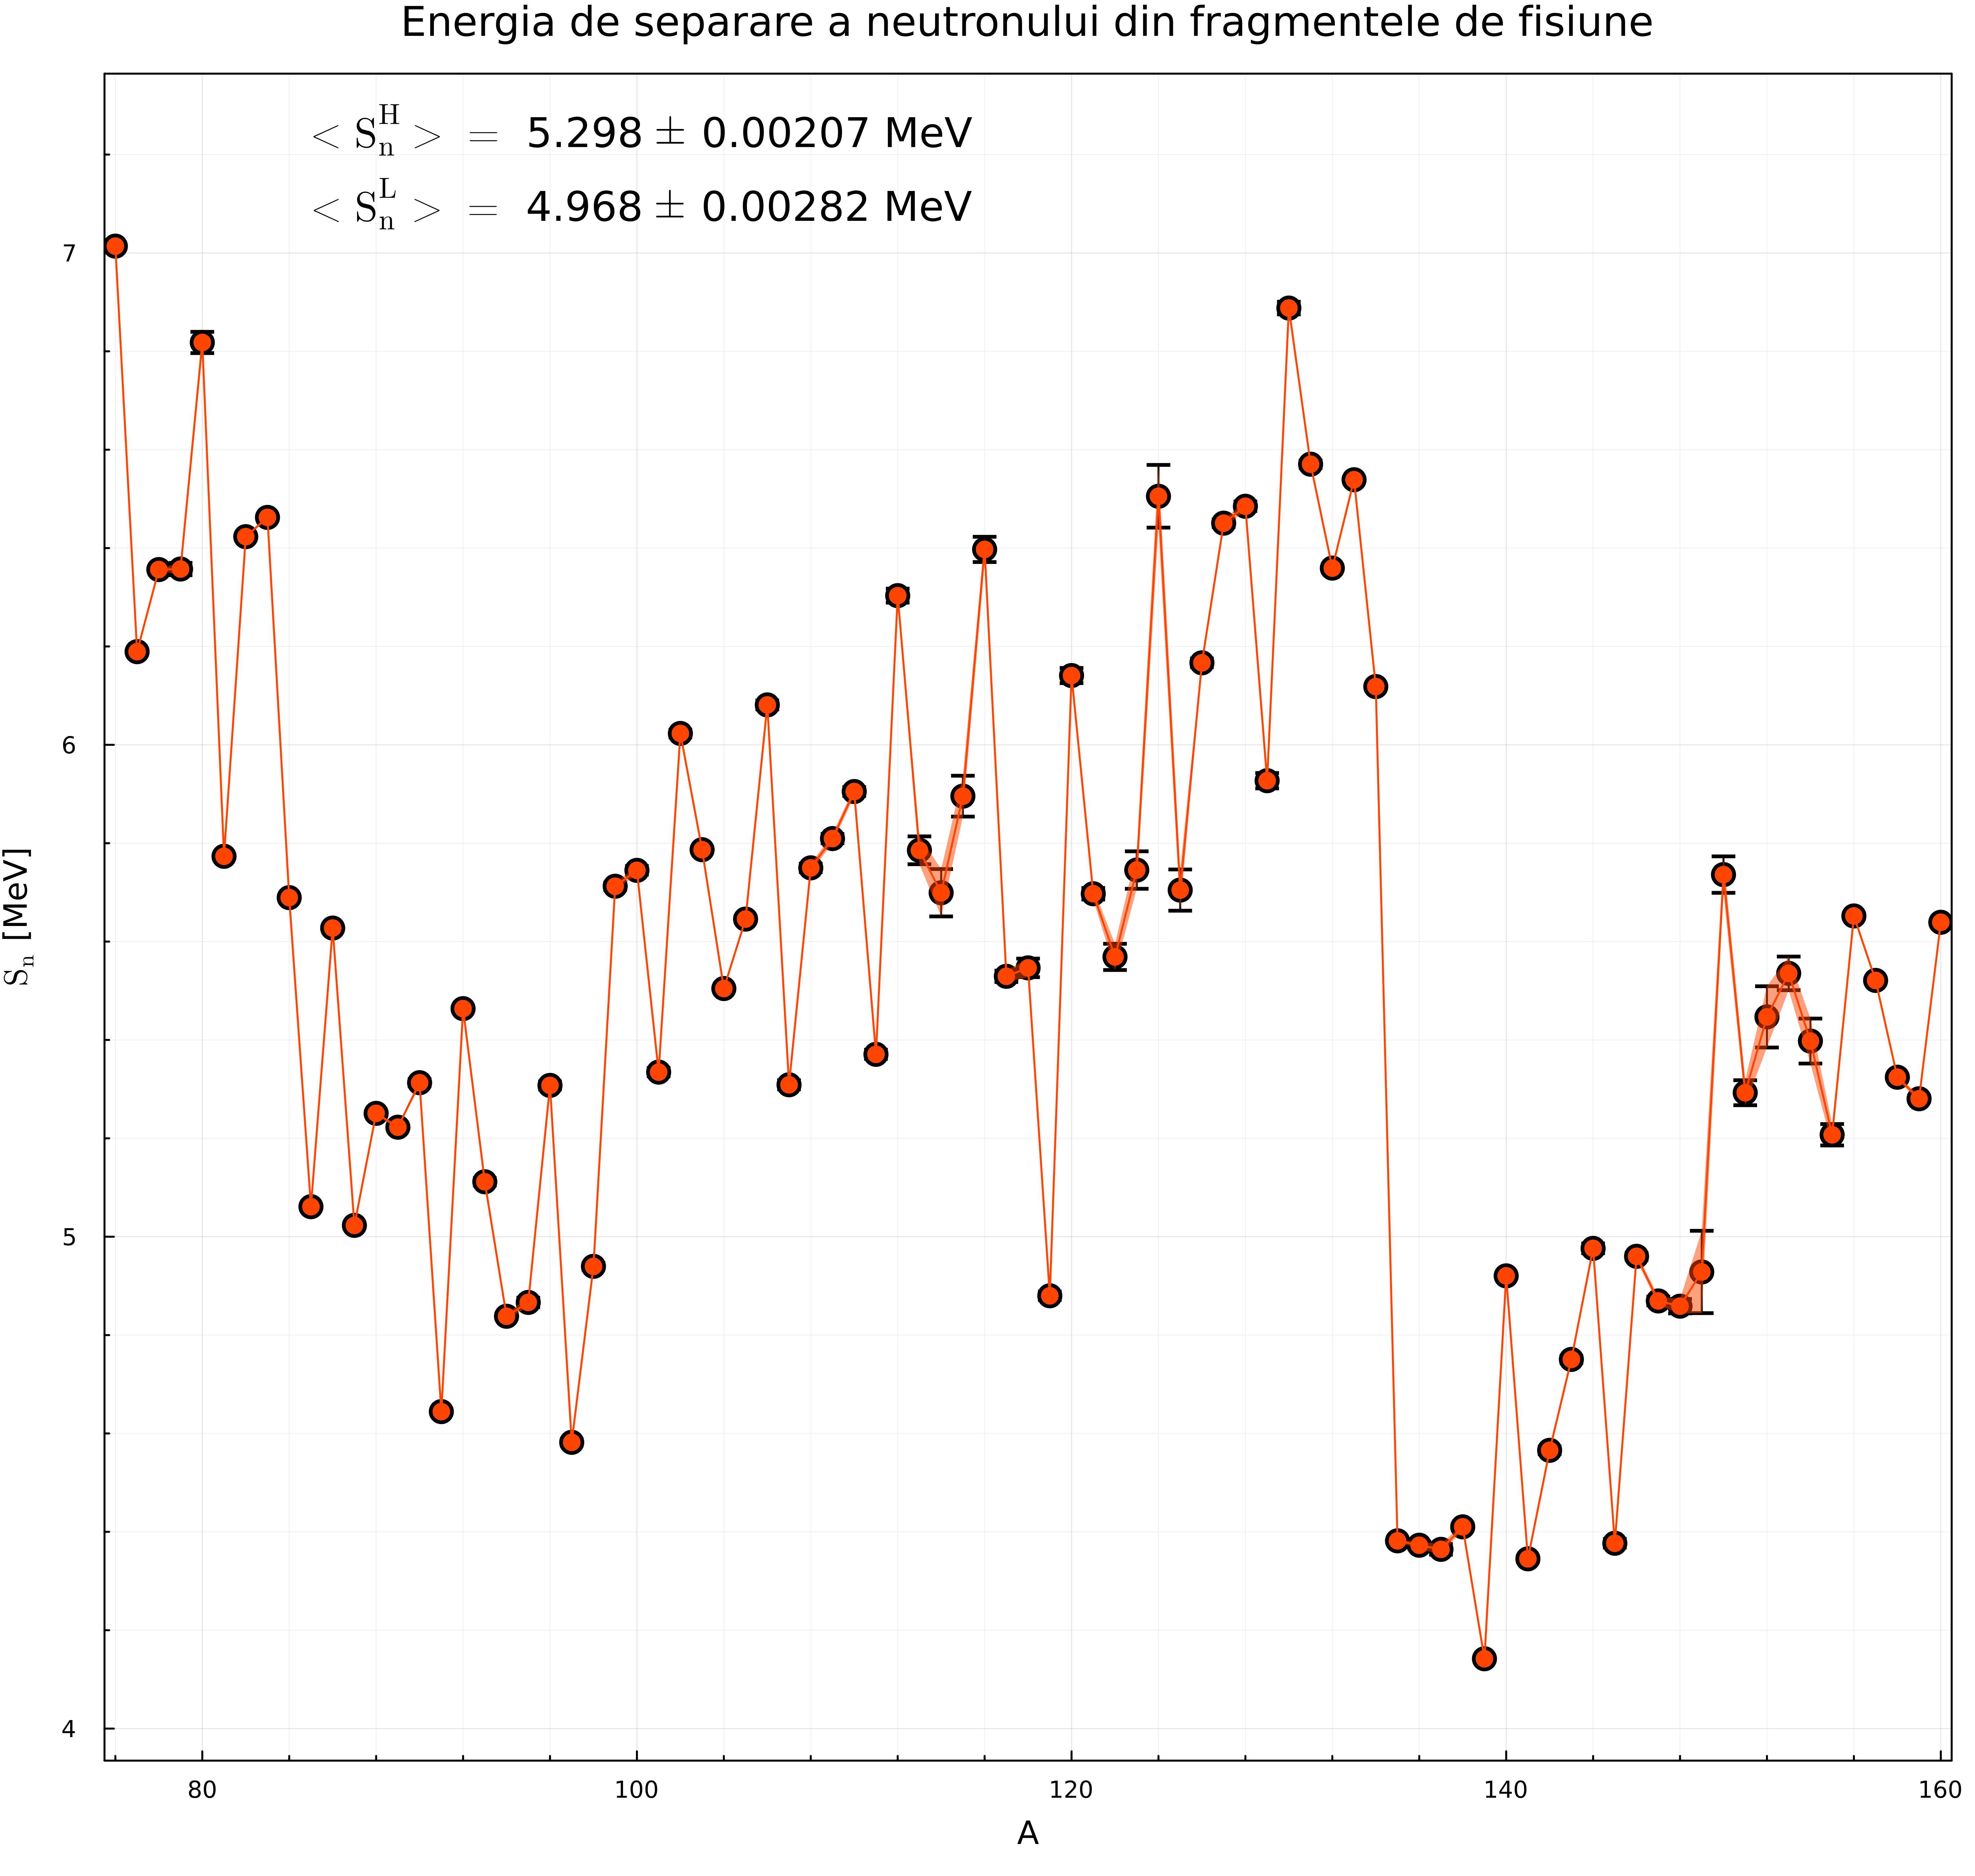 Energia de separare a neutronului din fragmentele de fisiune
< S_n^H > = 5.298 ± 0.00207 MeV
< S_n^L > = 4.968 ± 0.00282 MeV
7
6
5
4
S_n [MeV]
80 100 120 140 160
A